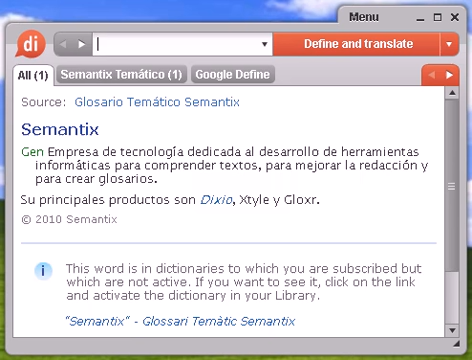 Menu
di
Define and translate
All (1)
Semantix Temático (1)
Google Define
Source: Glosario Temático Semantix
Semantix
Gen Empresa de tecnología dedicada al desarrollo de herramientas
informáticas para comprender textos, para mejorar la redacción y
para crear glosarios.
Su principales productos son Dixio, Xtyle y Gloxr.
© 2010 Semantix
i
This word is in dictionaries to which you are subscribed but
which are not active. If you want to see it, click on the link
and activate the dictionary in your Library.
"Semantix" - Glossari Temàtic Semantix